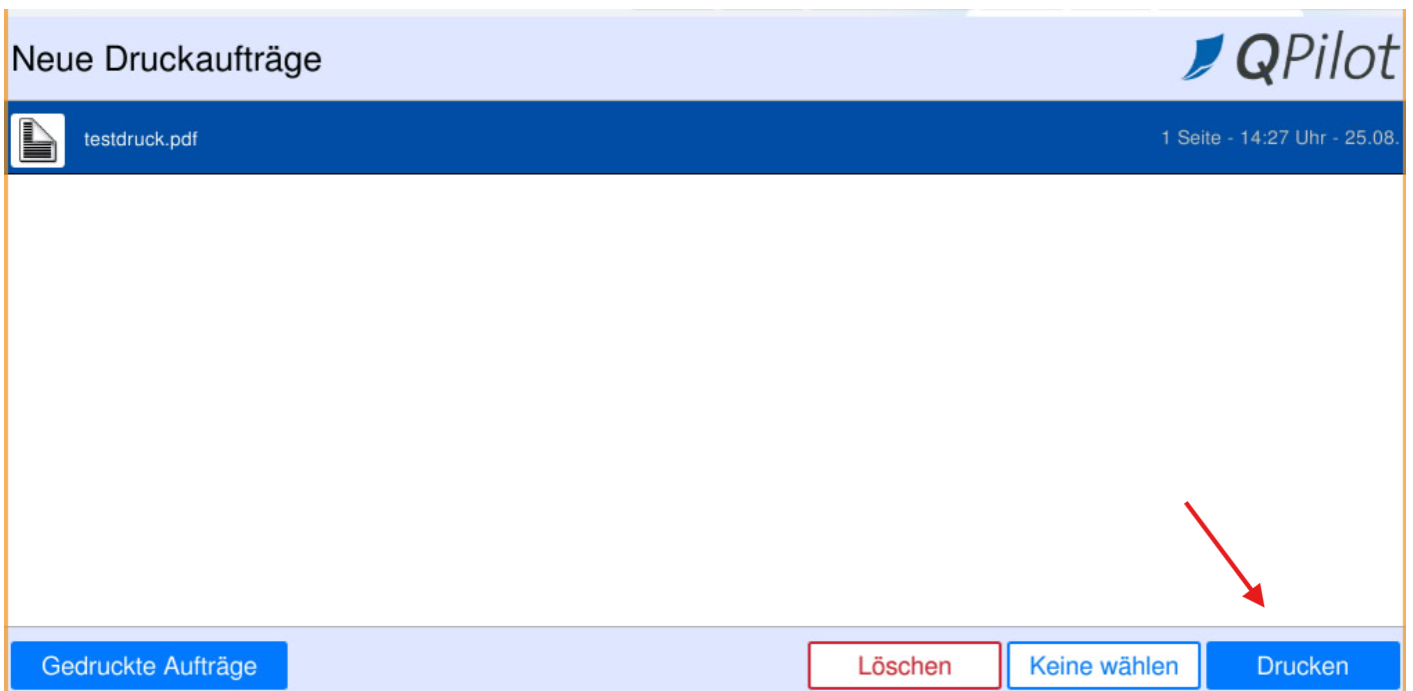 Neue Druckaufträge
QPilot
testdruck.pdf
1 Seite - 14:27 Uhr - 25.08.
Gedruckte Aufträge
Löschen
Keine wählen
Drucken